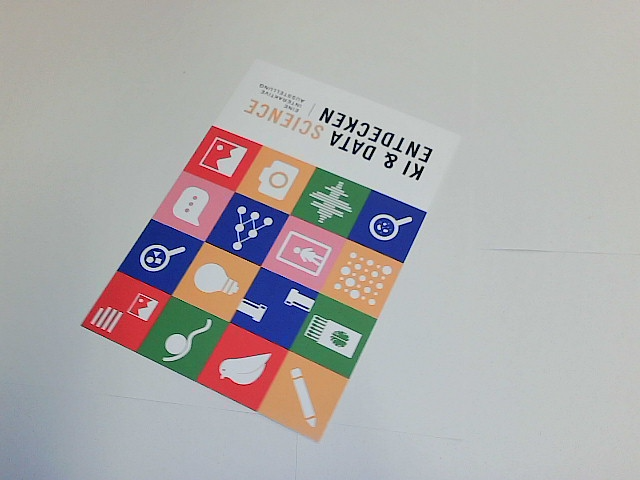 KI & DATA
SCIENCE
ENTDECKEN
EINE
INTERAKTIVE
AUSSTELLUNG